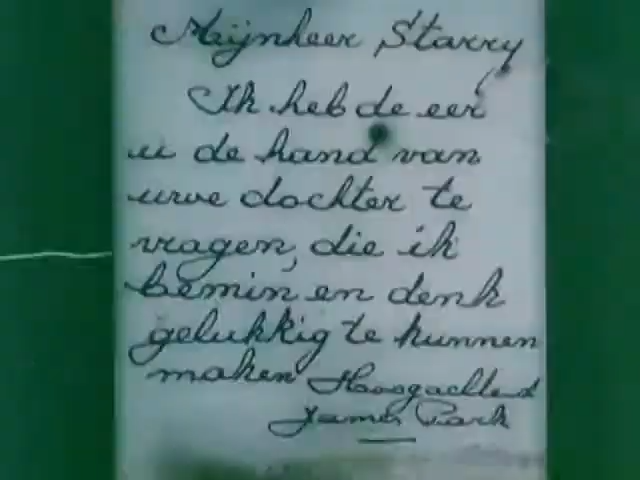 Mijnheer Starry
Ik heb de eer
u de hand van
uwe dochter te
vragen, die ik
bemin en denk
gelukkig te kunnen
maken Hoogachtend
James Park